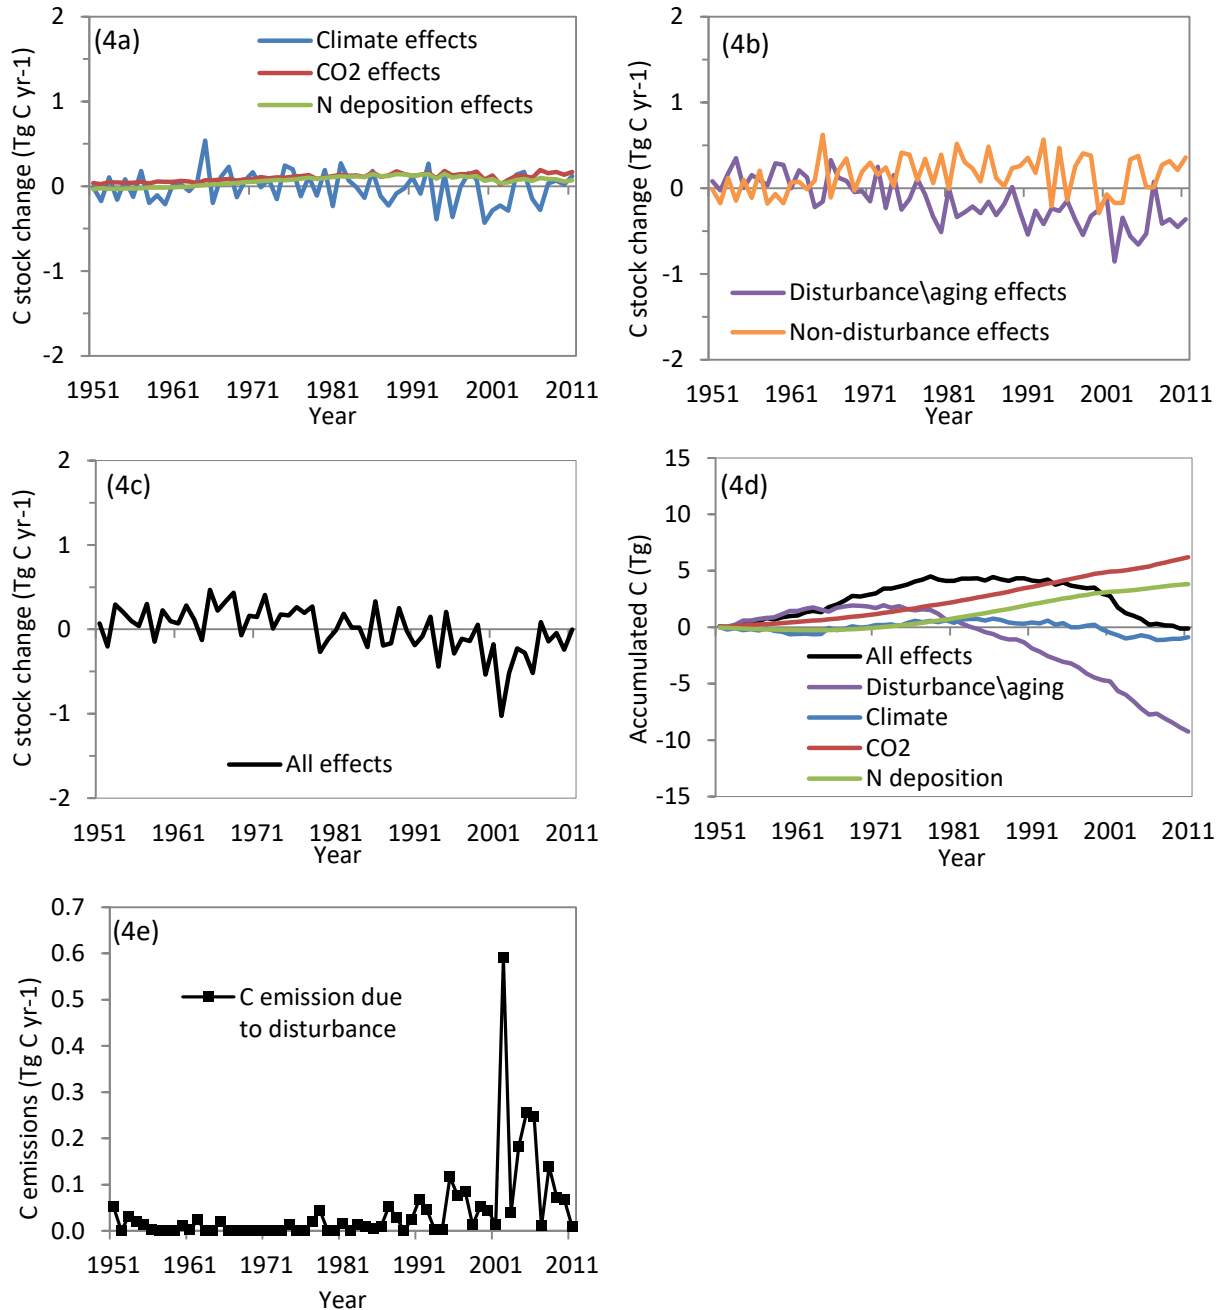 (4a)
C stock change (Tg C yr-1)
2
1
0
-1
-2
Climate effects
CO2 effects
N deposition effects
1951 1961 1971 1981 1991 2001 2011
Year
(4b)
C stock change (Tg C yr-1)
2
1
0
-1
-2
Disturbance\aging effects
Non-disturbance effects
1951 1961 1971 1981 1991 2001 2011
Year
(4c)
C stock change (Tg C yr-1)
2
1
0
-1
-2
All effects
1951 1961 1971 1981 1991 2001 2011
Year
(4d)
Accumulated C (Tg)
15
10
5
0
-5
-10
-15
All effects
Disturbance\aging
Climate
CO2
N deposition
1951 1961 1971 1981 1991 2001 2011
Year
(4e)
C emissions (Tg C yr-1)
0.7
0.6
0.5
0.4
0.3
0.2
0.1
0.0
C emission due
to disturbance
1951 1961 1971 1981 1991 2001 2011
Year